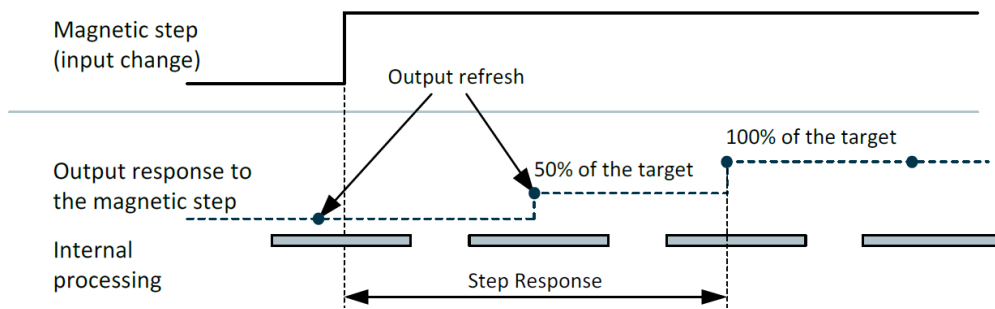 Magnetic step
(input change)
Output refresh
100% of the target
Output response to
the magnetic step
50% of the target
Internal
processing
Step Response